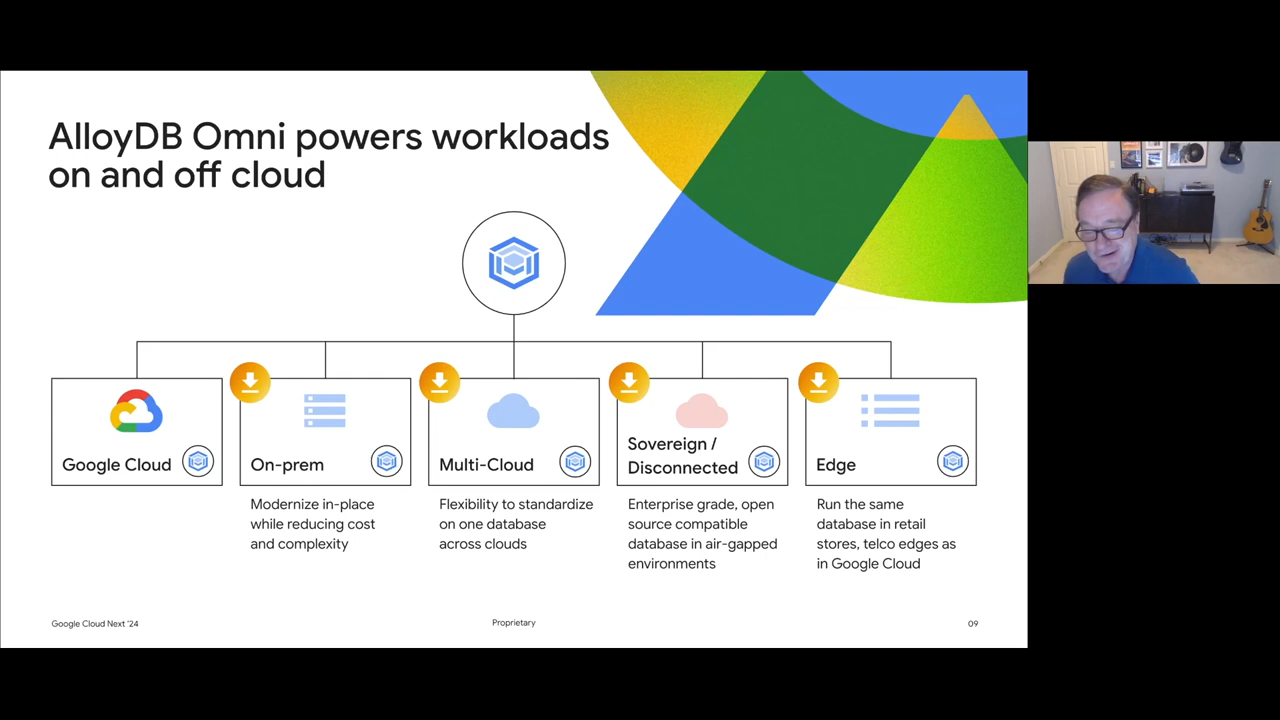 AlloyDB Omni powers workloads
on and off cloud
Google Cloud
On-prem
Modernize in-place
while reducing cost
and complexity
Multi-Cloud
Flexibility to standardize
on one database
across clouds
Sovereign /
Disconnected
Enterprise grade, open
source compatible
database in air-gapped
environments
Edge
Run the same
database in retail
stores, telco edges as
in Google Cloud
Google Cloud Next '24
Proprietary
09